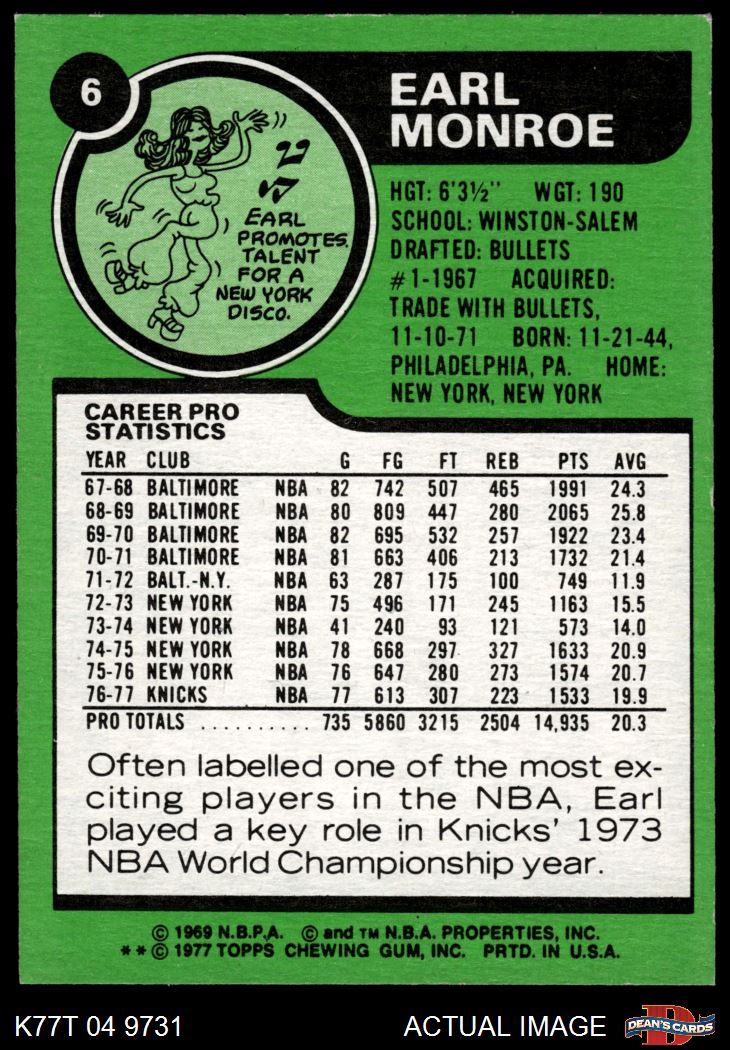 6
EARL
MONROE
EARL
PROMOTES
TALENT
FOR A
NEW YORK
DISCO.
HGT: 6'3½" WGT: 190
SCHOOL: WINSTON-SALEM
DRAFTED: BULLETS
#1-1967 ACQUIRED:
TRADE WITH BULLETS,
11-10-71 BORN: 11-21-44,
PHILADELPHIA, PA. HOME:
NEW YORK, NEW YORK
CAREER PRO
STATISTICS
YEAR CLUB G FG FT REB PTS AVG
67-68 BALTIMORE NBA 82 742 507 465 1991 24.3
68-69 BALTIMORE NBA 80 809 447 280 2065 25.8
69-70 BALTIMORE NBA 82 695 532 257 1922 23.4
70-71 BALTIMORE NBA 81 663 406 213 1732 21.4
71-72 BALT.-N.Y. NBA 63 287 175 100 749 11.9
72-73 NEW YORK NBA 75 496 171 245 1163 15.5
73-74 NEW YORK NBA 41 240 93 121 573 14.0
74-75 NEW YORK NBA 78 668 297 327 1633 20.9
75-76 NEW YORK NBA 76 647 280 273 1574 20.7
76-77 KNICKS NBA 77 613 307 223 1533 19.9
PRO TOTALS .......... 735 5860 3215 2504 14,935 20.3
Often labelled one of the most ex-
citing players in the NBA, Earl
played a key role in Knicks' 1973
NBA World Championship year.
© 1969 N.B.P.A. © and TM N.B.A. PROPERTIES, INC.
**© 1977 TOPPS CHEWING GUM, INC. PRTD. IN U.S.A.
K77T 04 9731 ACTUAL IMAGE D DEAN'S CARDS